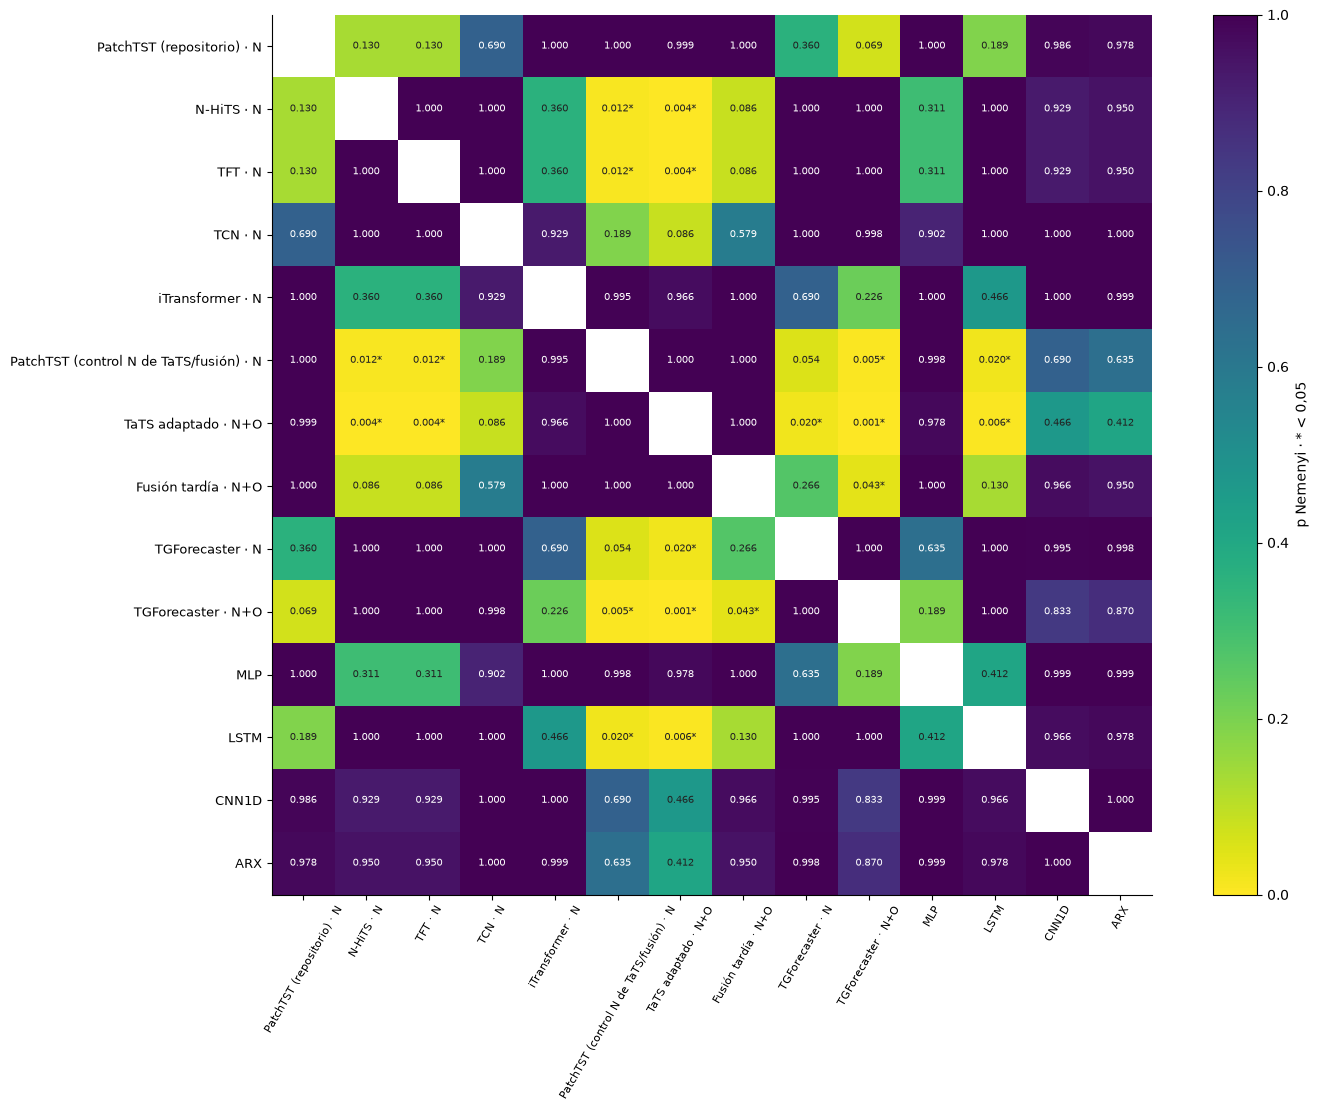 PatchTST (repositorio) · N 0.130 0.130 0.690 1.000 1.000 0.999 1.000 0.360 0.069 1.000 0.189 0.986 0.978
N-HiTS · N 0.130 1.000 1.000 0.360 0.012* 0.004* 0.086 1.000 1.000 0.311 1.000 0.929 0.950
TFT · N 0.130 1.000 1.000 0.360 0.012* 0.004* 0.086 1.000 1.000 0.311 1.000 0.929 0.950
TCN · N 0.690 1.000 1.000 0.929 0.189 0.086 0.579 1.000 0.998 0.902 1.000 1.000 1.000
iTransformer · N 1.000 0.360 0.360 0.929 0.995 0.966 1.000 0.690 0.226 1.000 0.466 1.000 0.999
PatchTST (control N de TaTS/fusión) · N 1.000 0.012* 0.012* 0.189 0.995 1.000 1.000 0.054 0.005* 0.998 0.020* 0.690 0.635
TaTS adaptado · N+O 0.999 0.004* 0.004* 0.086 0.966 1.000 1.000 0.020* 0.001* 0.978 0.006* 0.466 0.412
Fusión tardía · N+O 1.000 0.086 0.086 0.579 1.000 1.000 1.000 0.266 0.043* 1.000 0.130 0.966 0.950
TGForecaster · N 0.360 1.000 1.000 1.000 0.690 0.054 0.020* 0.266 1.000 0.635 1.000 0.995 0.998
TGForecaster · N+O 0.069 1.000 1.000 0.998 0.226 0.005* 0.001* 0.043* 1.000 0.189 1.000 0.833 0.870
MLP 1.000 0.311 0.311 0.902 1.000 0.998 0.978 1.000 0.635 0.189 0.412 0.999 0.999
LSTM 0.189 1.000 1.000 1.000 0.466 0.020* 0.006* 0.130 1.000 1.000 0.412 0.966 0.978
CNN1D 0.986 0.929 0.929 1.000 1.000 0.690 0.466 0.966 0.995 0.833 0.999 0.966 1.000
ARX 0.978 0.950 0.950 1.000 0.999 0.635 0.412 0.950 0.998 0.870 0.999 0.978 1.000
PatchTST (repositorio) · N
N-HiTS · N
TFT · N
TCN · N
iTransformer · N
PatchTST (control N de TaTS/fusión) · N
TaTS adaptado · N+O
Fusión tardía · N+O
TGForecaster · N
TGForecaster · N+O
MLP
LSTM
CNN1D
ARX
1.0
0.8
0.6
0.4
0.2
0.0
p Nemenyi · * < 0,05